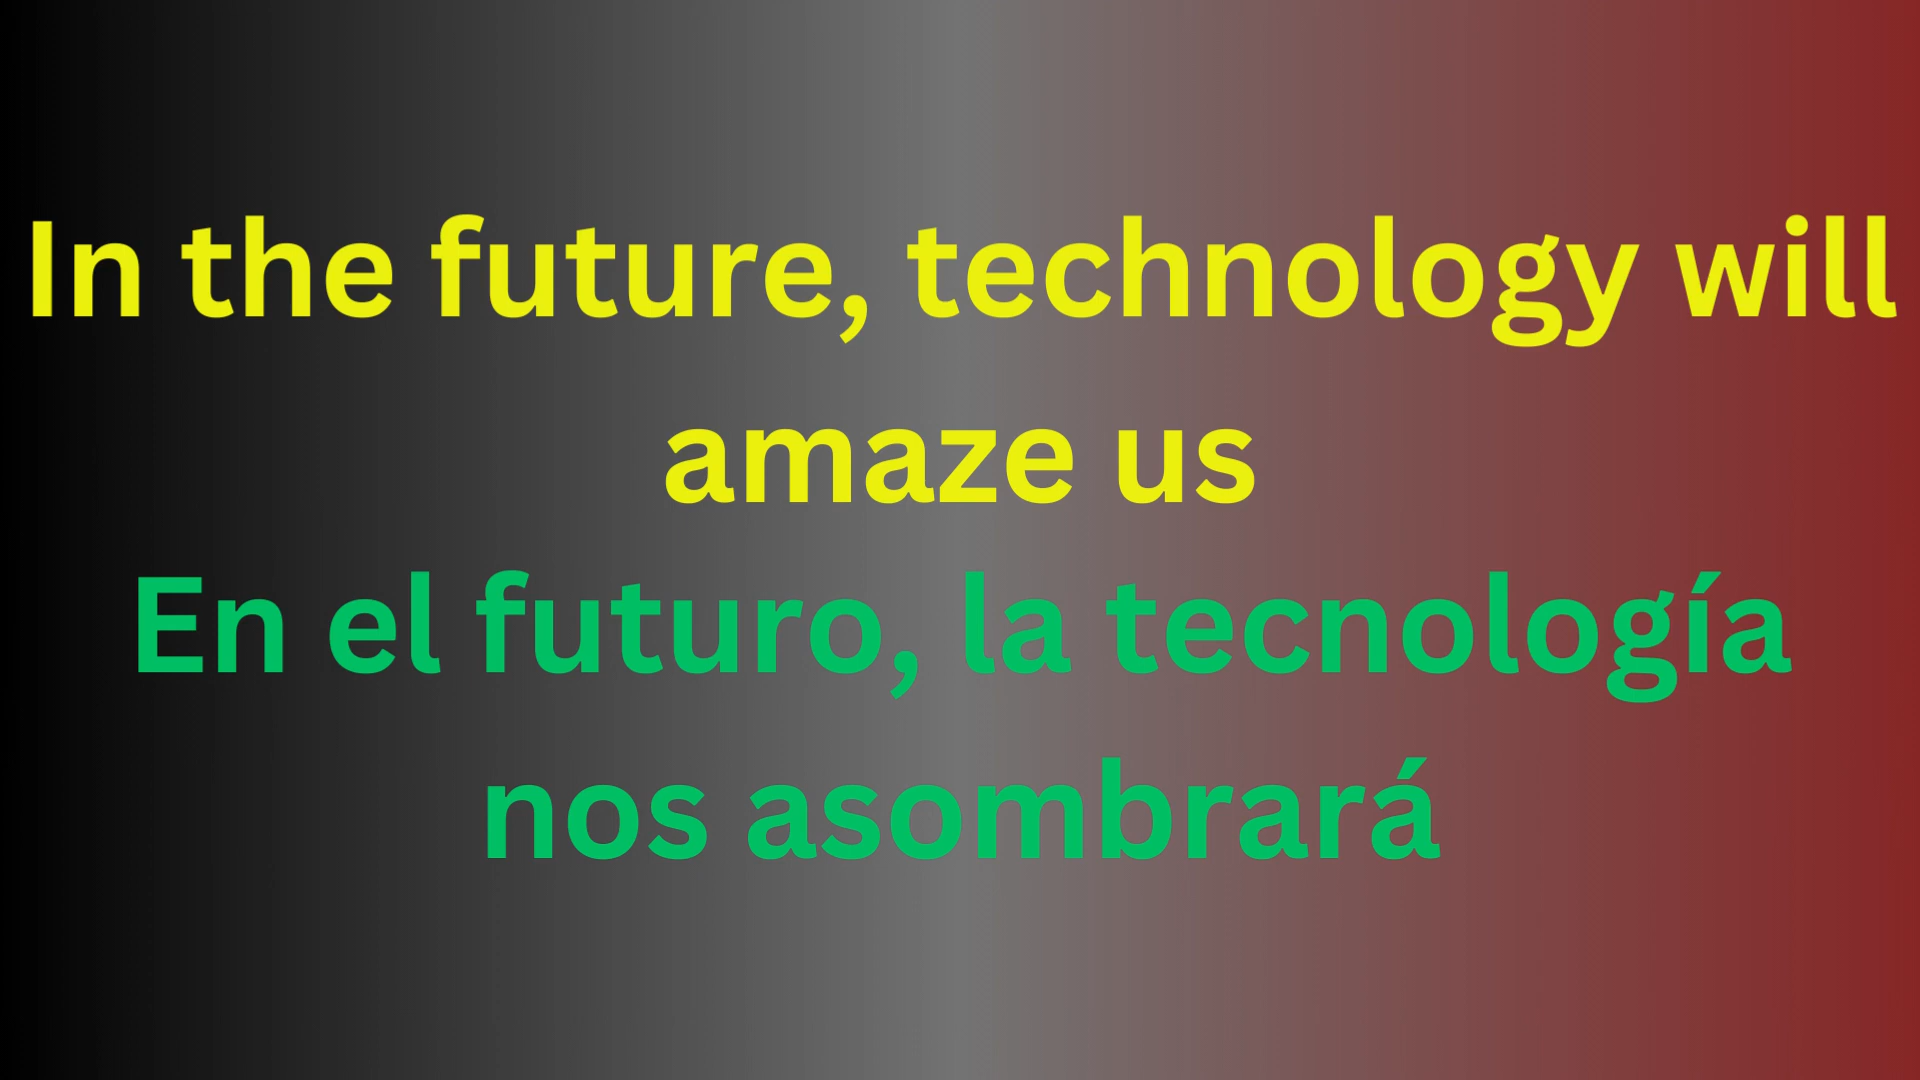 In the future, technology will
amaze us
En el futuro, la tecnología
nos asombrará